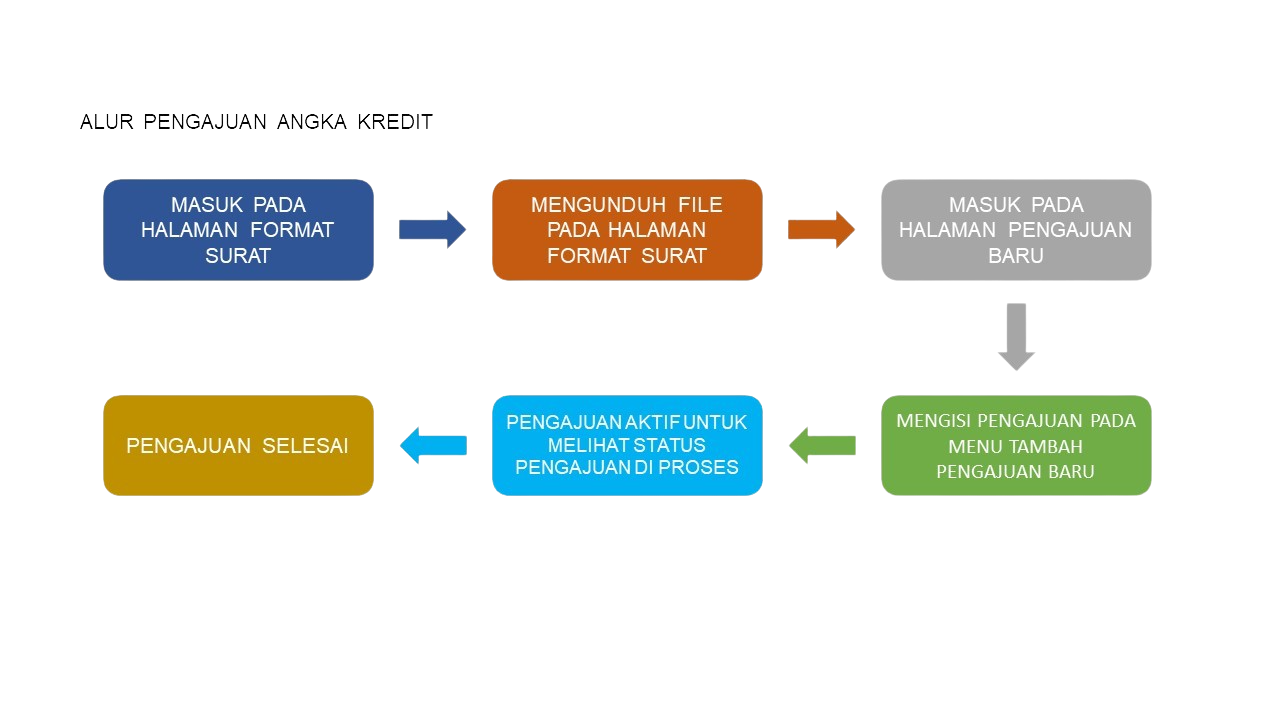 ALUR PENGAJUAN ANGKA KREDIT
MASUK PADA
HALAMAN FORMAT
SURAT
MENGUNDUH FILE
PADA HALAMAN
FORMAT SURAT
MASUK PADA
HALAMAN PENGAJUAN
BARU
MENGISI PENGAJUAN PADA
MENU TAMBAH
PENGAJUAN BARU
PENGAJUAN AKTIF UNTUK
MELIHAT STATUS
PENGAJUAN DI PROSES
PENGAJUAN SELESAI